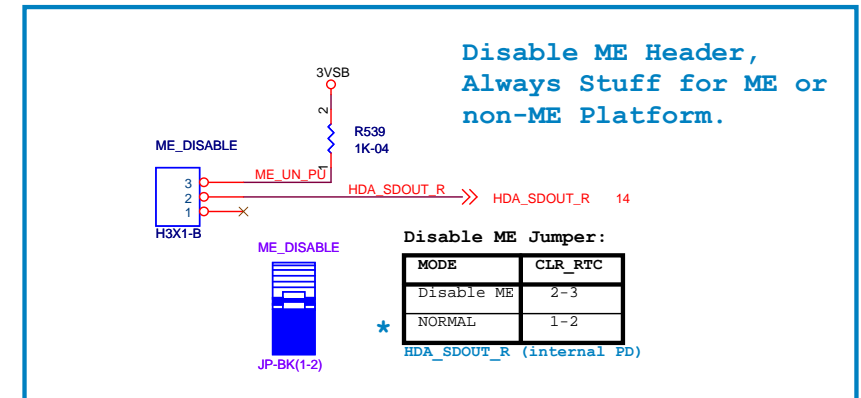 Disable ME Header,
Always Stuff for ME or
non-ME Platform.
3VSB
2
R539
1K-04
1
ME_DISABLE
3
ME_UN_PU
2
HDA_SDOUT_R
HDA_SDOUT_R 14
1
H3X1-B
ME_DISABLE
JP-BK(1-2)
Disable ME Jumper:
MODE CLR_RTC
Disable ME 2-3
* NORMAL 1-2
HDA_SDOUT_R (internal PD)